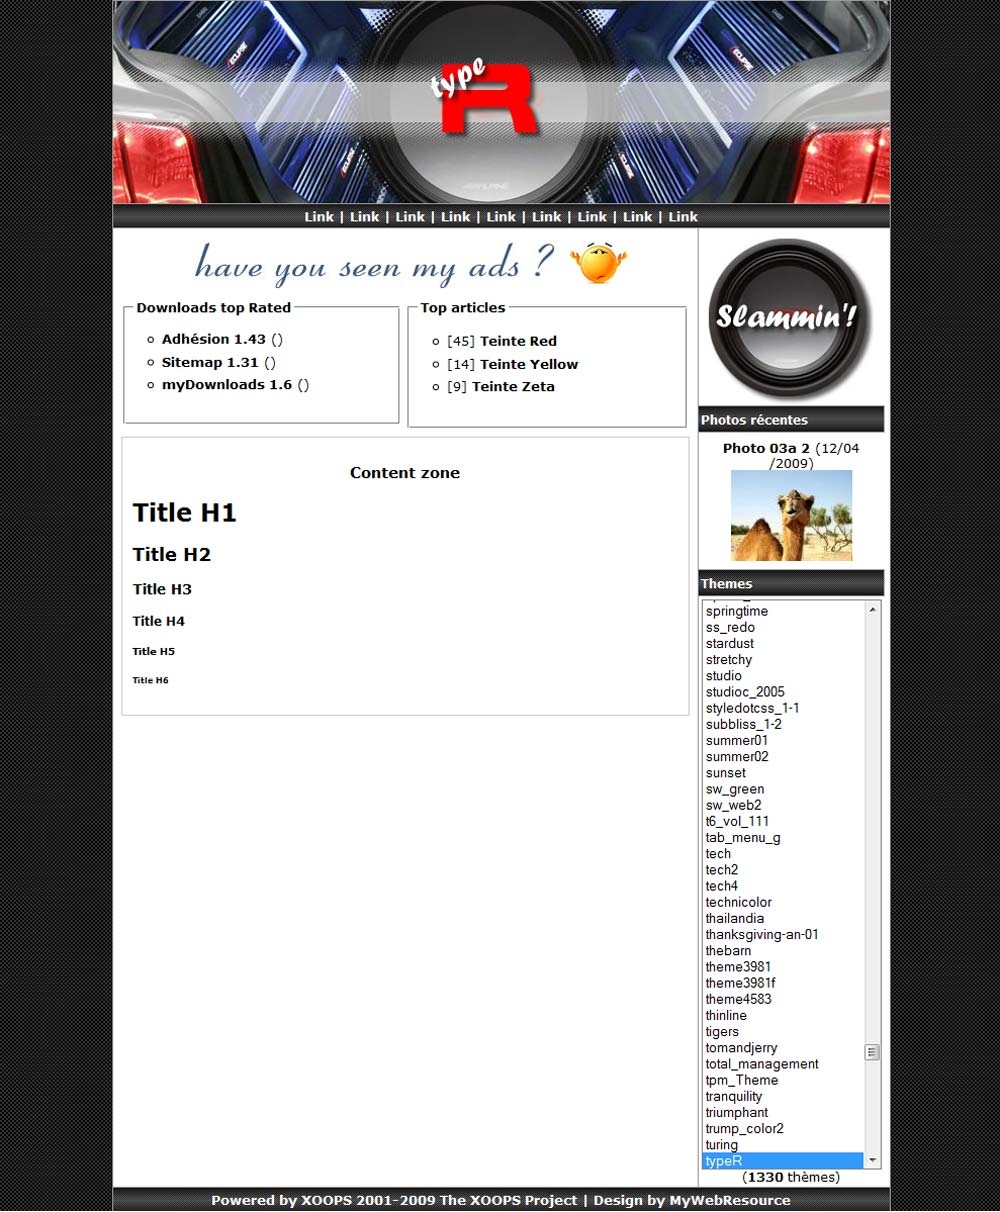 type
R
ECLIPSE
ECLIPSE
ECLIPSE
ECLIPSE
ALPINE
Link | Link | Link | Link | Link | Link | Link | Link | Link
have you seen my ads ?
Slammin'!
Downloads top Rated
Adhésion 1.43 ()
Sitemap 1.31 ()
myDownloads 1.6 ()
Top articles
[45] Teinte Red
[14] Teinte Yellow
[9] Teinte Zeta
Content zone
Title H1
Title H2
Title H3
Title H4
Title H5
Title H6
Photos récentes
Photo 03a 2 (12/04
/2009)
Themes
springtime
ss_redo
stardust
stretchy
studio
studioc_2005
styledotcss_1-1
subbliss_1-2
summer01
summer02
sunset
sw_green
sw_web2
t6_vol_111
tab_menu_g
tech
tech2
tech4
technicolor
thailandia
thanksgiving-an-01
thebarn
theme3981
theme3981f
theme4583
thinline
tigers
tomandjerry
total_management
tpm_Theme
tranquility
triumphant
trump_color2
turing
typeR
(1330 thèmes)
Powered by XOOPS 2001-2009 The XOOPS Project | Design by MyWebResource